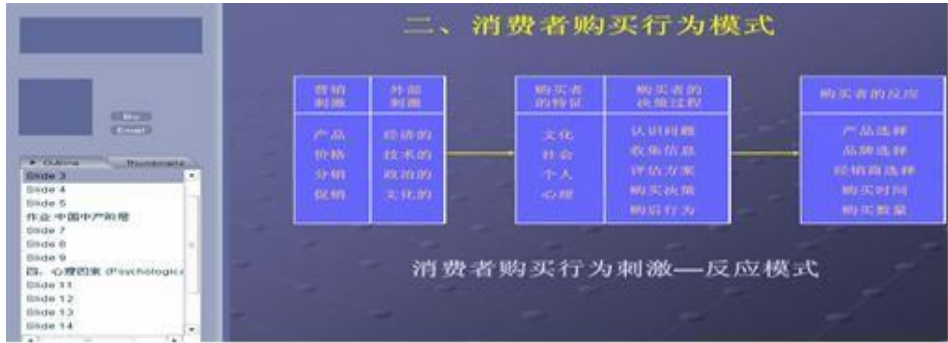 二、消费者购买行为模式
营销 外部 购买者 购买者的 购买者的反应
刺激 刺激 的特征 决策过程
产品 经济的 文化 认识问题 产品选择
价格 技术的 社会 收集信息 品牌选择
分销 政治的 个人 评估方案 经销商选择
促销 文化的 心理 购买决策 购买时间
购后行为 购买数量
消费者购买行为刺激—反应模式
Bio
Email
Outline Thumbnails
Slide 3
Slide 4
Slide 5
作业 中国中产阶层
Slide 7
Slide 8
Slide 9
四、心理因素 (Psychologica
Slide 11
Slide 12
Slide 13
Slide 14